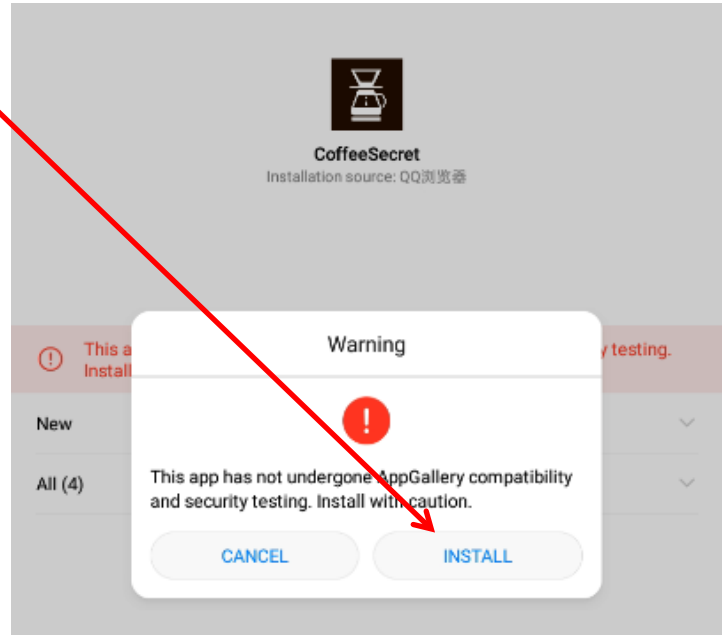 CoffeeSecret
Installation source: QQ浏览器
This a
y testing.
Install
Warning
New
All (4)
This app has not undergone AppGallery compatibility
and security testing. Install with caution.
CANCEL
INSTALL